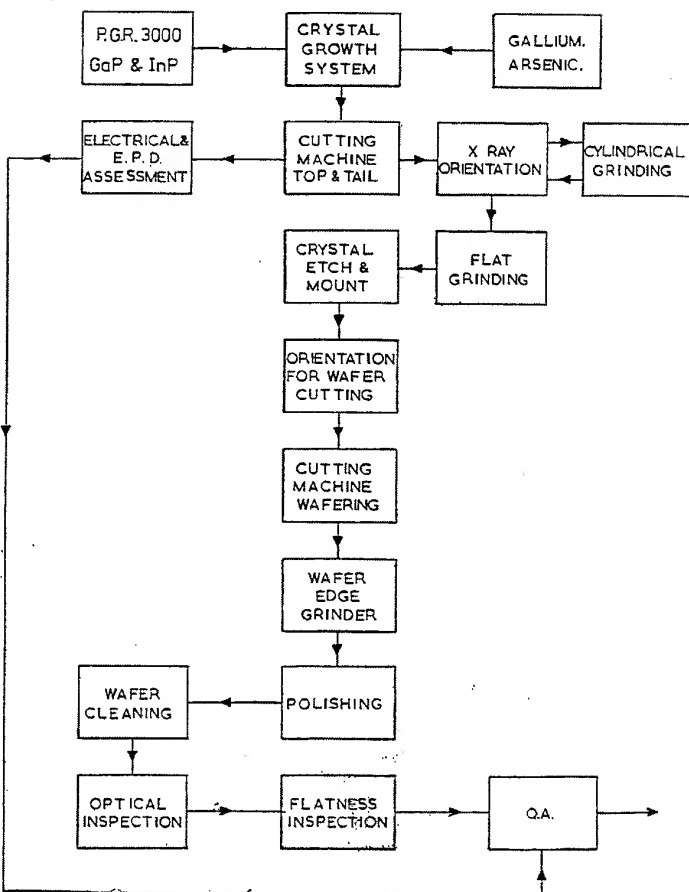 P.G.R. 3000
GaP & InP
CRYSTAL
GROWTH
SYSTEM
GALLIUM.
ARSENIC.
ELECTRICAL&
E.P.D.
ASSESSMENT
CUTTING
MACHINE
TOP & TAIL
X RAY
ORIENTATION
CYLINDRICAL
GRINDING
CRYSTAL
ETCH &
MOUNT
FLAT
GRINDING
ORIENTATION
FOR WAFER
CUTTING
CUTTING
MACHINE
WAFERING
WAFER
EDGE
GRINDER
WAFER
CLEANING
POLISHING
OPTICAL
INSPECTION
FLATNESS
INSPECTION
Q.A.